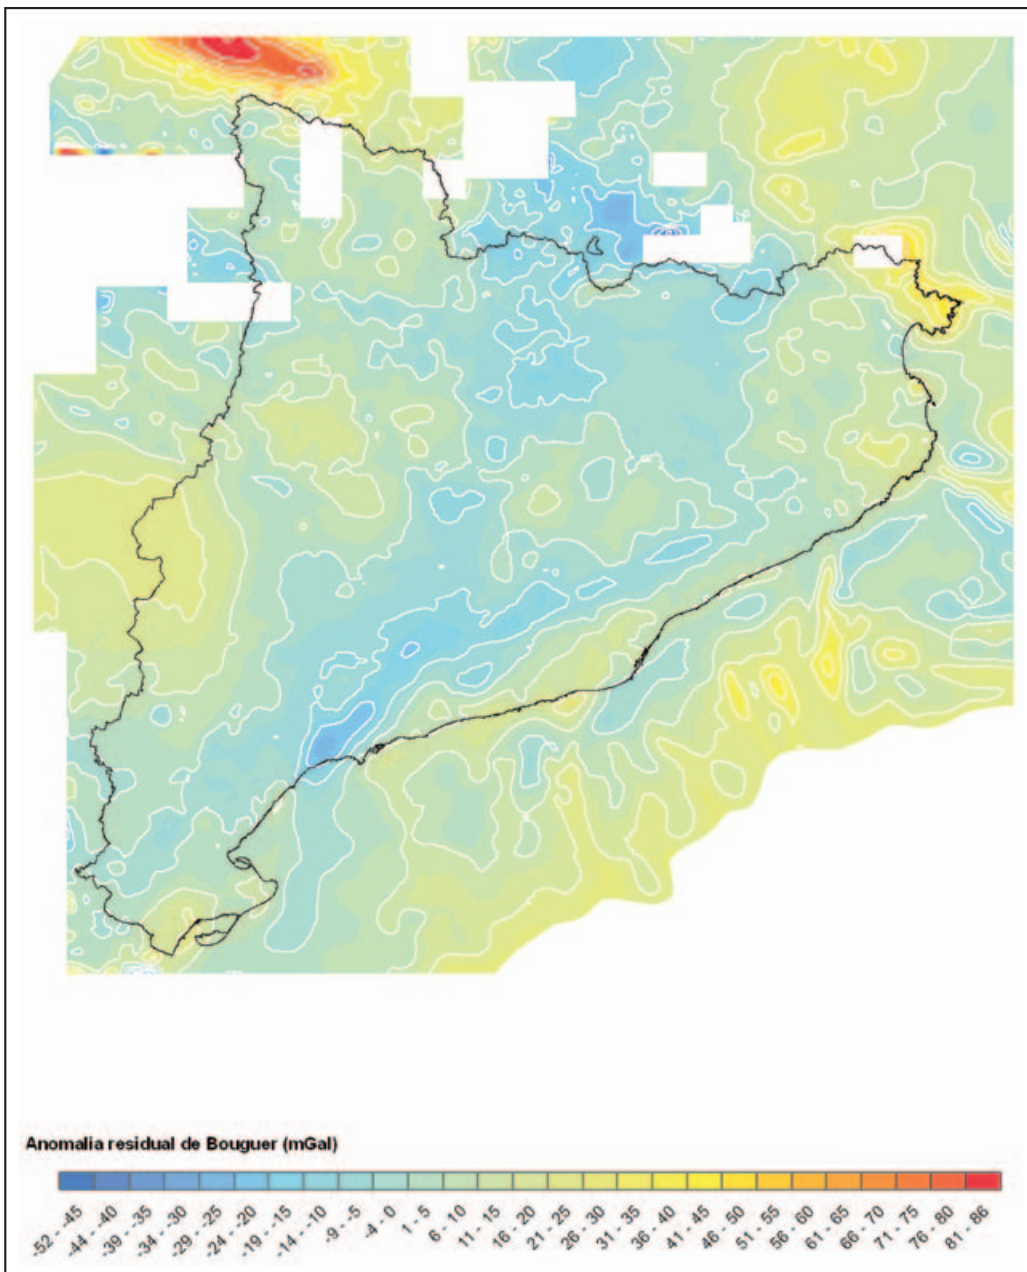 Anomalia residual de Bouguer (mGal)
-52 - -45 -44 - -40 -39 - -35 -34 - -30 -29 - -25 -24 - -20 -19 - -15 -14 - -10 -9 - -5 -4 - 0 1 - 5 6 - 10 11 - 15 16 - 20 21 - 25 26 - 30 31 - 35 36 - 40 41 - 45 46 - 50 51 - 55 56 - 60 61 - 65 66 - 70 71 - 75 76 - 80 81 - 86